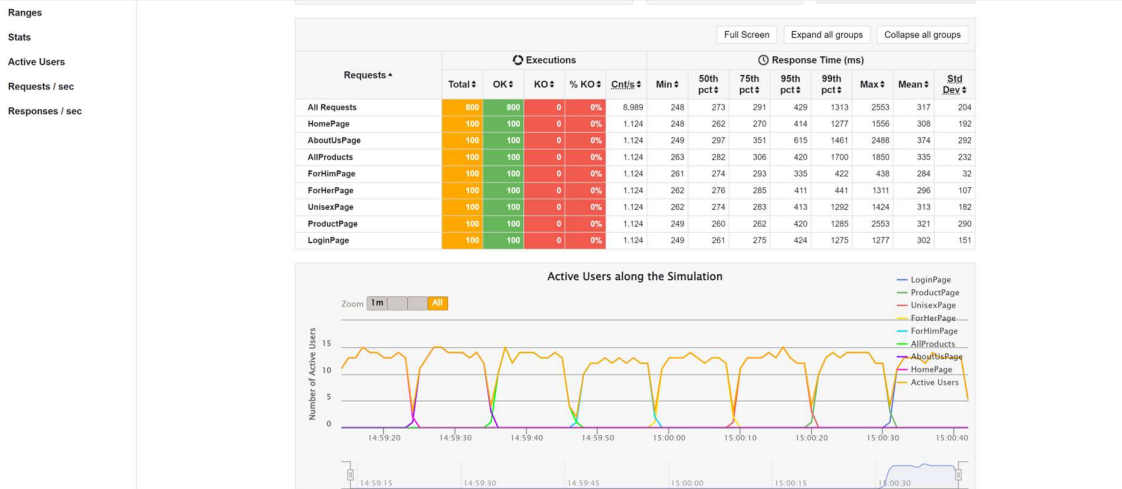 Ranges
Stats
Active Users
Requests / sec
Responses / sec
Full Screen Expand all groups Collapse all groups
Requests Executions Response Time (ms)
Total OK KO % KO Cnt/s Min 50th pct 75th pct 95th pct 99th pct Max Mean Std Dev
All Requests 800 800 0 0% 8.989 248 273 291 429 1313 2553 317 204
HomePage 100 100 0 0% 1.124 248 262 270 414 1277 1556 308 192
AboutUsPage 100 100 0 0% 1.124 249 297 351 615 1461 2488 374 292
AllProducts 100 100 0 0% 1.124 263 282 306 420 1700 1850 335 232
ForHimPage 100 100 0 0% 1.124 261 274 293 335 422 438 284 32
ForHerPage 100 100 0 0% 1.124 262 276 285 411 441 1311 296 107
UnisexPage 100 100 0 0% 1.124 262 274 283 413 1292 1424 313 182
ProductPage 100 100 0 0% 1.124 249 260 262 420 1285 2553 321 290
LoginPage 100 100 0 0% 1.124 249 261 275 424 1275 1277 302 151
Active Users along the Simulation
Zoom 1m All
LoginPage
ProductPage
UnisexPage
ForHerPage
ForHimPage
AllProducts
AboutUsPage
HomePage
Active Users
Number of Active Users
15
10
5
0
14:59:20 14:59:30 14:59:40 14:59:50 15:00:00 15:00:10 15:00:20 15:00:30 15:00:40
14:59:15 14:59:30 14:59:45 15:00:00 15:00:15 15:00:30